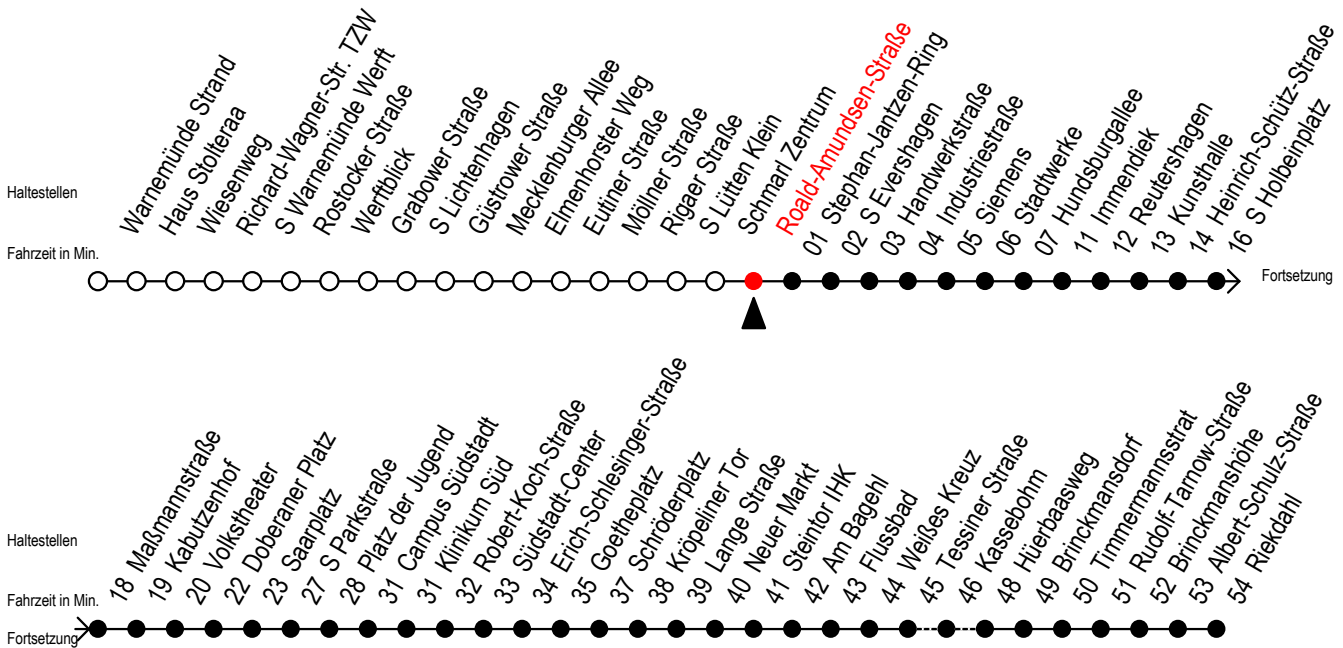 Haltestellen
Warnemünde Strand
Haus Stolteraa
Wiesenweg
Richard-Wagner-Str. TZW
S Warnemünde Werft
Rostocker Straße
Werftblick
Grabower Straße
S Lichtenhagen
Güstrower Straße
Mecklenburger Allee
Elmenhorster Weg
Eutiner Straße
Möllner Straße
Rigaer Straße
S Lütten Klein
Schmarl Zentrum
Roald-Amundsen-Straße
01 Stephan-Jantzen-Ring
02 S Evershagen
03 Handwerkstraße
04 Industriestraße
05 Siemens
06 Stadtwerke
07 Hundsburgallee
11 Immendiek
12 Reutershagen
13 Kunsthalle
14 Heinrich-Schütz-Straße
16 S Holbeinplatz
Fahrzeit in Min.
Fortsetzung
Haltestellen
18 Maßmannstraße
19 Kabutzenhof
20 Volkstheater
22 Doberaner Platz
23 Saarplatz
27 S Parkstraße
28 Platz der Jugend
31 Campus Südstadt
31 Klinikum Süd
32 Robert-Koch-Straße
33 Südstadt-Center
34 Erich-Schlesinger-Straße
35 Goetheplatz
37 Schröderplatz
38 Kröpeliner Tor
39 Lange Straße
40 Neuer Markt
41 Steintor IHK
42 Am Bagehl
43 Flussbad
44 Weißes Kreuz
45 Tessiner Straße
46 Kassebohm
48 Hüerbaasweg
49 Brinckmansdorf
50 Timmermannsstrat
51 Rudolf-Tarnow-Straße
52 Brinckmanshöhe
53 Albert-Schulz-Straße
54 Riekdahl
Fahrzeit in Min.
Fortsetzung